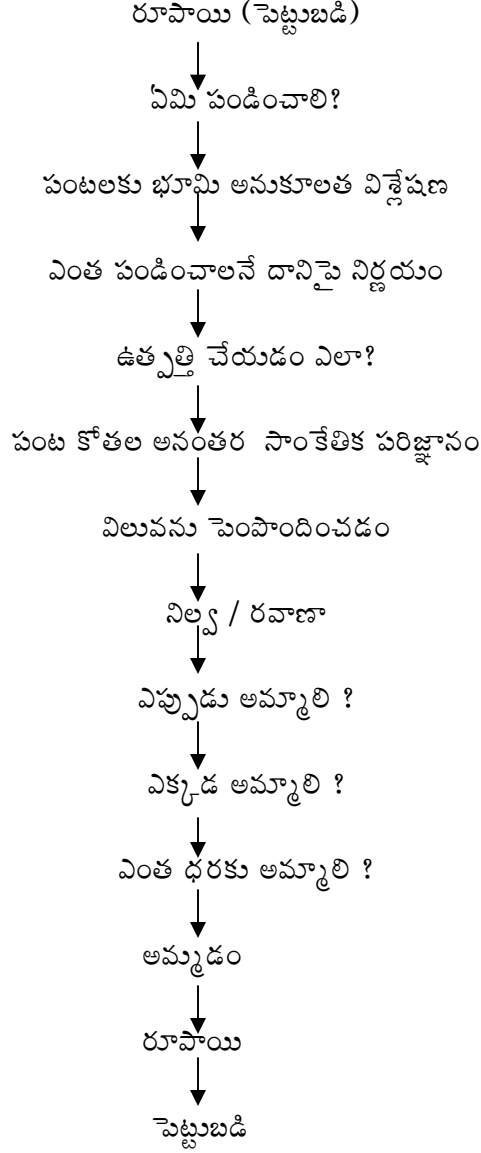 రూపాయి (పెట్టుబడి)
ఏమి పండించాలి?
పంటలకు భూమి అనుకూలత విశ్లేషణ
ఎంత పండించాలనే దానిపై నిర్ణయం
ఉత్పత్తి చేయడం ఎలా?
పంట కోతల అనంతర సాంకేతిక పరిజ్ఞానం
విలువను పెంపొందించడం
నిల్వ / రవాణా
ఎప్పుడు అమ్మాలి ?
ఎక్కడ అమ్మాలి ?
ఎంత ధరకు అమ్మాలి ?
అమ్మడం
రూపాయి
పెట్టుబడి